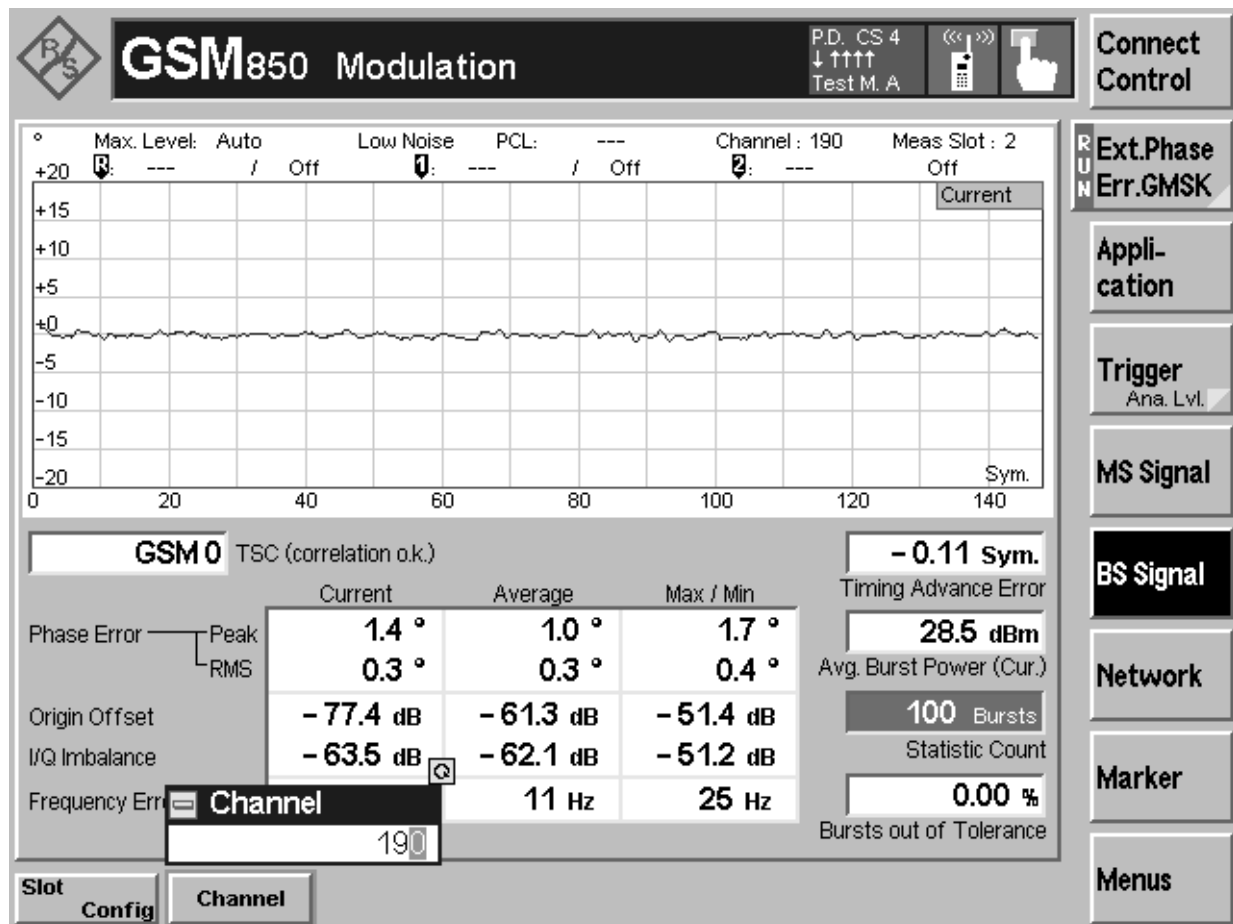 R/S
GSM850 Modulation
P.D. CS 4
↓ ↑↑↑↑
Test M. A
Connect
Control
° Max. Level: Auto Low Noise PCL: --- Channel : 190 Meas Slot : 2
R: --- / Off 1: --- / Off 2: --- Off
RUN
Ext.Phase
Err.GMSK
Current
+20
+15
+10
+5
+0
-5
-10
-15
-20
Sym.
0 20 40 60 80 100 120 140
Appli-
cation
Trigger
Ana. Lvl.
MS Signal
BS Signal
Network
Marker
Menus
GSM 0 TSC (correlation o.k.)
– 0.11 Sym.
Timing Advance Error
Current Average Max / Min
Phase Error Peak 1.4 ° 1.0 ° 1.7 °
RMS 0.3 ° 0.3 ° 0.4 °
28.5 dBm
Avg. Burst Power (Cur.)
Origin Offset – 77.4 dB – 61.3 dB – 51.4 dB
I/Q Imbalance – 63.5 dB – 62.1 dB – 51.2 dB
100 Bursts
Statistic Count
Frequency Err 11 Hz 25 Hz
0.00 %
Bursts out of Tolerance
Channel
190
Slot
Config
Channel